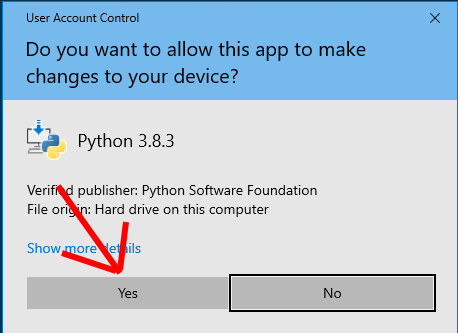 User Account Control
Do you want to allow this app to make
changes to your device?
Python 3.8.3
Verified publisher: Python Software Foundation
File origin: Hard drive on this computer
Show more details
Yes
No